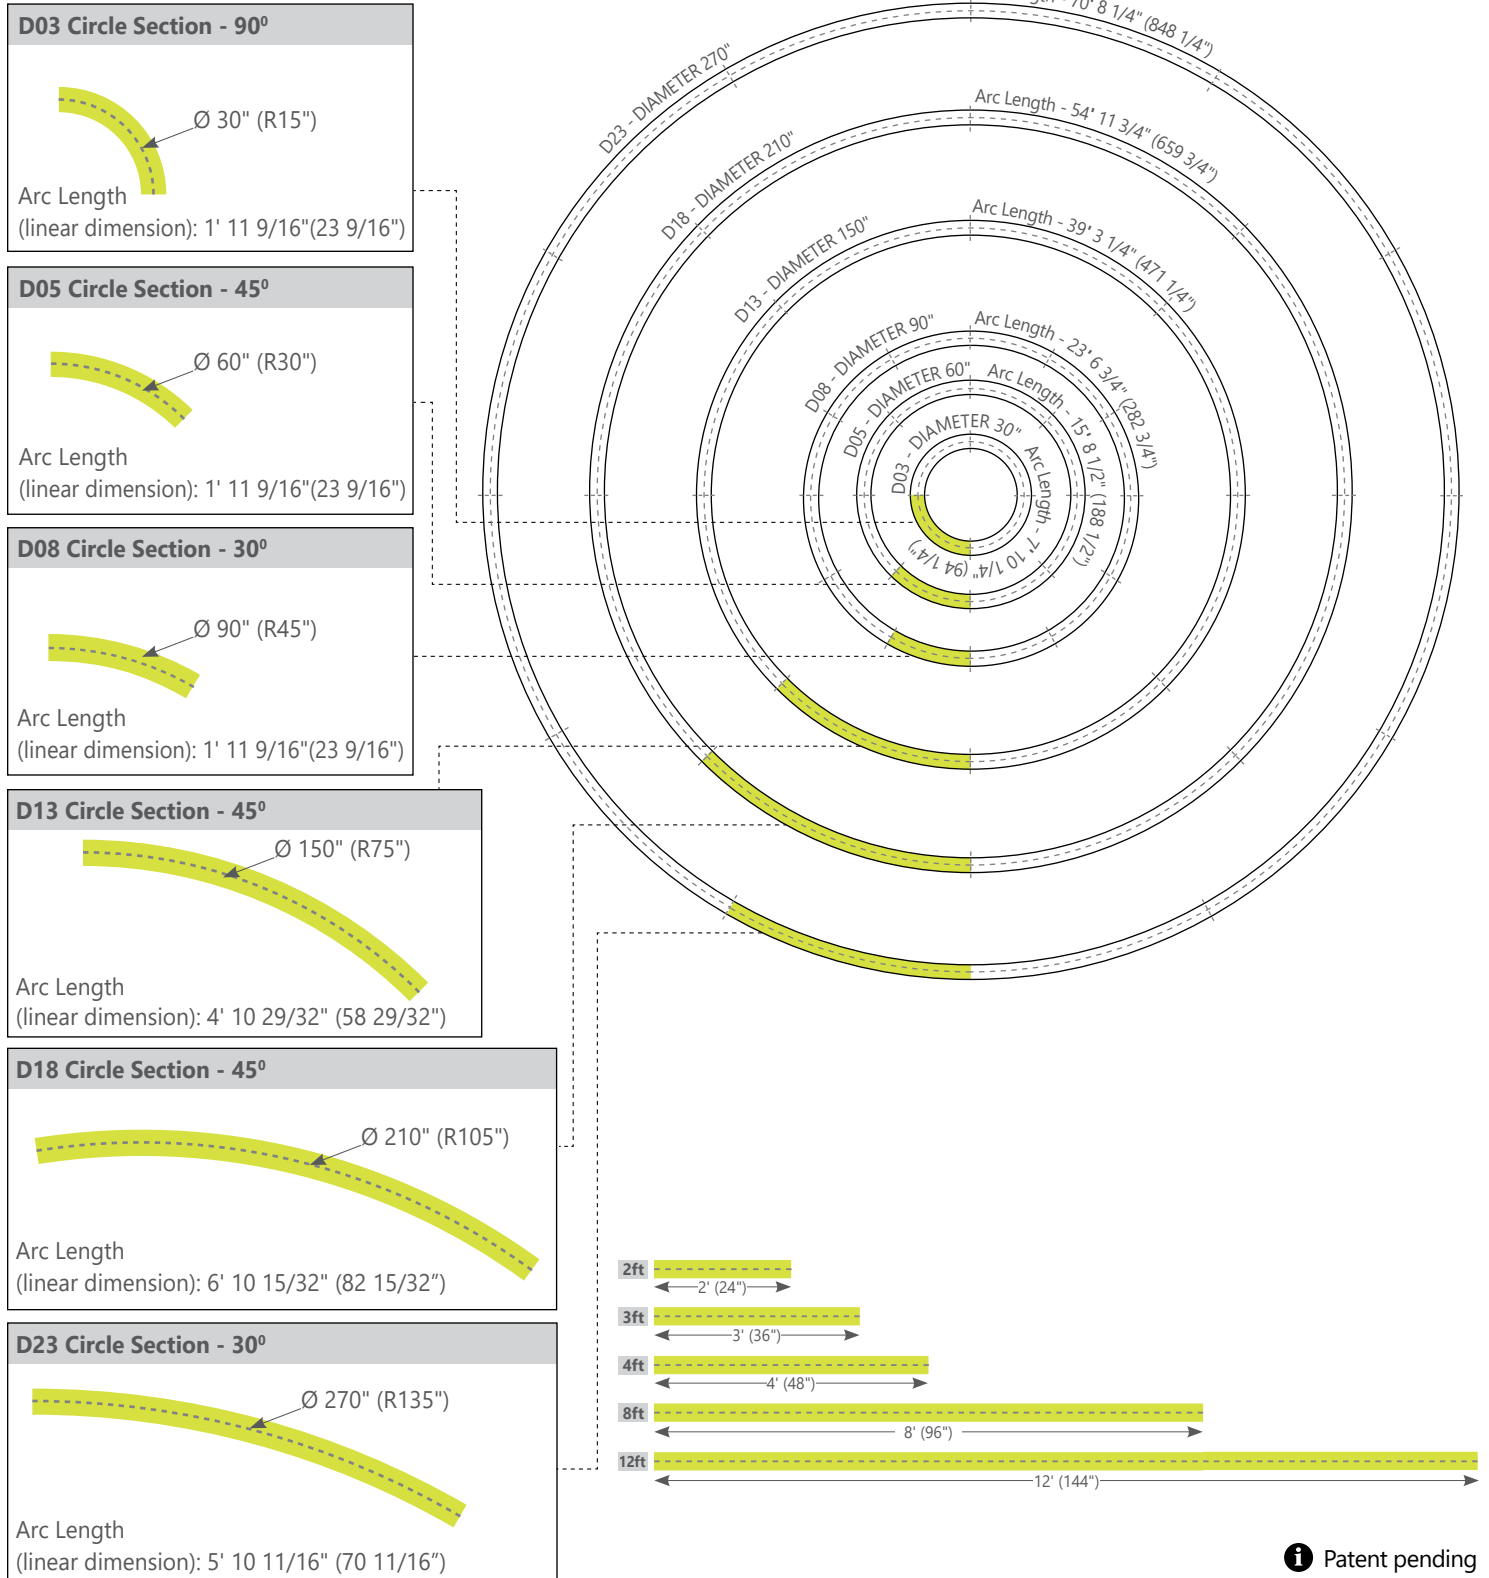 D03 Circle Section - 90⁰
Ø 30" (R15")
Arc Length
(linear dimension): 1' 11 9/16"(23 9/16")
D05 Circle Section - 45⁰
Ø 60" (R30")
Arc Length
(linear dimension): 1' 11 9/16"(23 9/16")
D08 Circle Section - 30⁰
Ø 90" (R45")
Arc Length
(linear dimension): 1' 11 9/16"(23 9/16")
D13 Circle Section - 45⁰
Ø 150" (R75")
Arc Length
(linear dimension): 4' 10 29/32" (58 29/32")
D18 Circle Section - 45⁰
Ø 210" (R105")
Arc Length
(linear dimension): 6' 10 15/32" (82 15/32”)
D23 Circle Section - 30⁰
Ø 270" (R135")
Arc Length
(linear dimension): 5' 10 11/16" (70 11/16”)
D23 - DIAMETER 270"
70' 8 1/4" (848 1/4")
D18 - DIAMETER 210"
Arc Length - 54' 11 3/4" (659 3/4")
D13 - DIAMETER 150"
Arc Length - 39' 3 1/4" (471 1/4")
D08 - DIAMETER 90"
Arc Length - 23' 6 3/4" (282 3/4")
D05 - DIAMETER 60"
Arc Length - 15' 8 1/2" (188 1/2")
D03 - DIAMETER 30"
Arc Length - 7' 10 1/4" (94 1/4")
2ft
2' (24")
3ft
3' (36")
4ft
4' (48")
8ft
8' (96")
12ft
12' (144")
i Patent pending